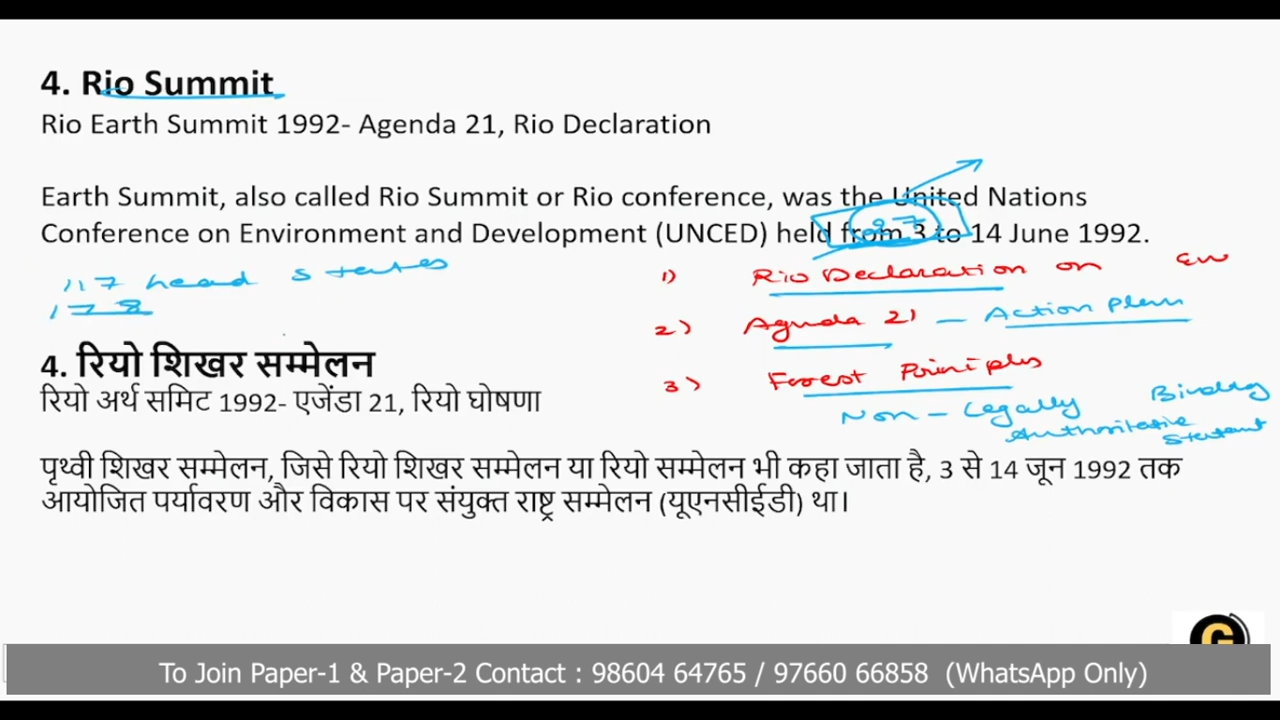 4. Rio Summit
Rio Earth Summit 1992- Agenda 21, Rio Declaration
Earth Summit, also called Rio Summit or Rio conference, was the United Nations
27
Conference on Environment and Development (UNCED) held from 3 to 14 June 1992.
117 head states
178
1) Rio Declaration on Env
2) Agenda 21 - Action plan
3) Forest Principles
Non-Legally Binding
Authoritative
Statement
4. रियो शिखर सम्मेलन
रियो अर्थ समिट 1992- एजेंडा 21, रियो घोषणा
पृथ्वी शिखर सम्मेलन, जिसे रियो शिखर सम्मेलन या रियो सम्मेलन भी कहा जाता है, 3 से 14 जून 1992 तक
आयोजित पर्यावरण और विकास पर संयुक्त राष्ट्र सम्मेलन (यूएनसीईडी) था।
G
To Join Paper-1 & Paper-2 Contact : 98604 64765 / 97660 66858 (WhatsApp Only)